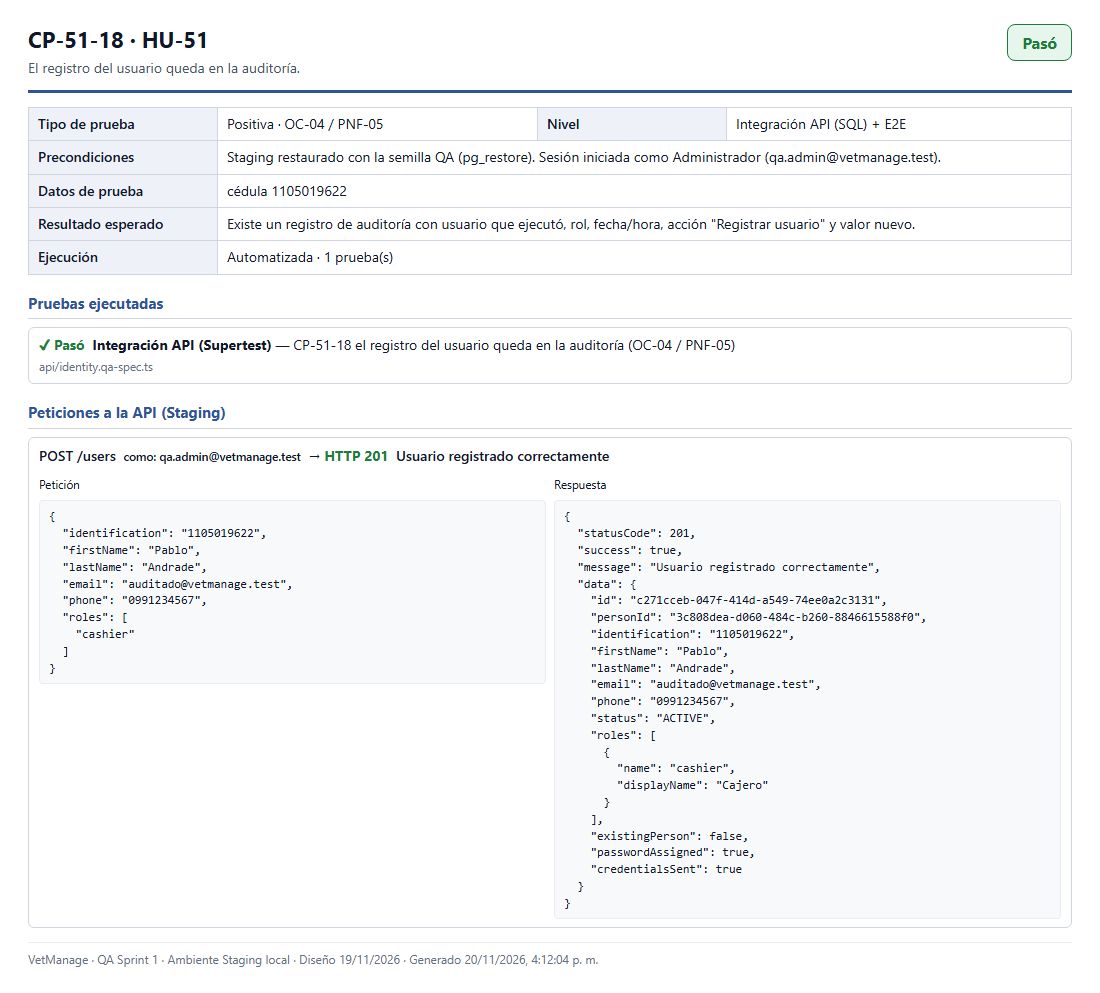 CP-51-18 · HU-51
Pasó
El registro del usuario queda en la auditoría.
Tipo de prueba
Positiva · OC-04 / PNF-05
Nivel
Integración API (SQL) + E2E
Precondiciones
Staging restaurado con la semilla QA (pg_restore). Sesión iniciada como Administrador (qa.admin@vetmanage.test).
Datos de prueba
cédula 1105019622
Resultado esperado
Existe un registro de auditoría con usuario que ejecutó, rol, fecha/hora, acción "Registrar usuario" y valor nuevo.
Ejecución
Automatizada · 1 prueba(s)
Pruebas ejecutadas
✓ Pasó Integración API (Supertest) — CP-51-18 el registro del usuario queda en la auditoría (OC-04 / PNF-05)
api/identity.qa-spec.ts
Peticiones a la API (Staging)
POST /users como: qa.admin@vetmanage.test → HTTP 201 Usuario registrado correctamente
Petición
{
  "identification": "1105019622",
  "firstName": "Pablo",
  "lastName": "Andrade",
  "email": "auditado@vetmanage.test",
  "phone": "0991234567",
  "roles": [
    "cashier"
  ]
}
Respuesta
{
  "statusCode": 201,
  "success": true,
  "message": "Usuario registrado correctamente",
  "data": {
    "id": "c271cceb-047f-414d-a549-74ee0a2c3131",
    "personId": "3c808dea-d060-484c-b260-8846615588f0",
    "identification": "1105019622",
    "firstName": "Pablo",
    "lastName": "Andrade",
    "email": "auditado@vetmanage.test",
    "phone": "0991234567",
    "status": "ACTIVE",
    "roles": [
      {
        "name": "cashier",
        "displayName": "Cajero"
      }
    ],
    "existingPerson": false,
    "passwordAssigned": true,
    "credentialsSent": true
  }
}
VetManage · QA Sprint 1 · Ambiente Staging local · Diseño 19/11/2026 · Generado 20/11/2026, 4:12:04 p. m.